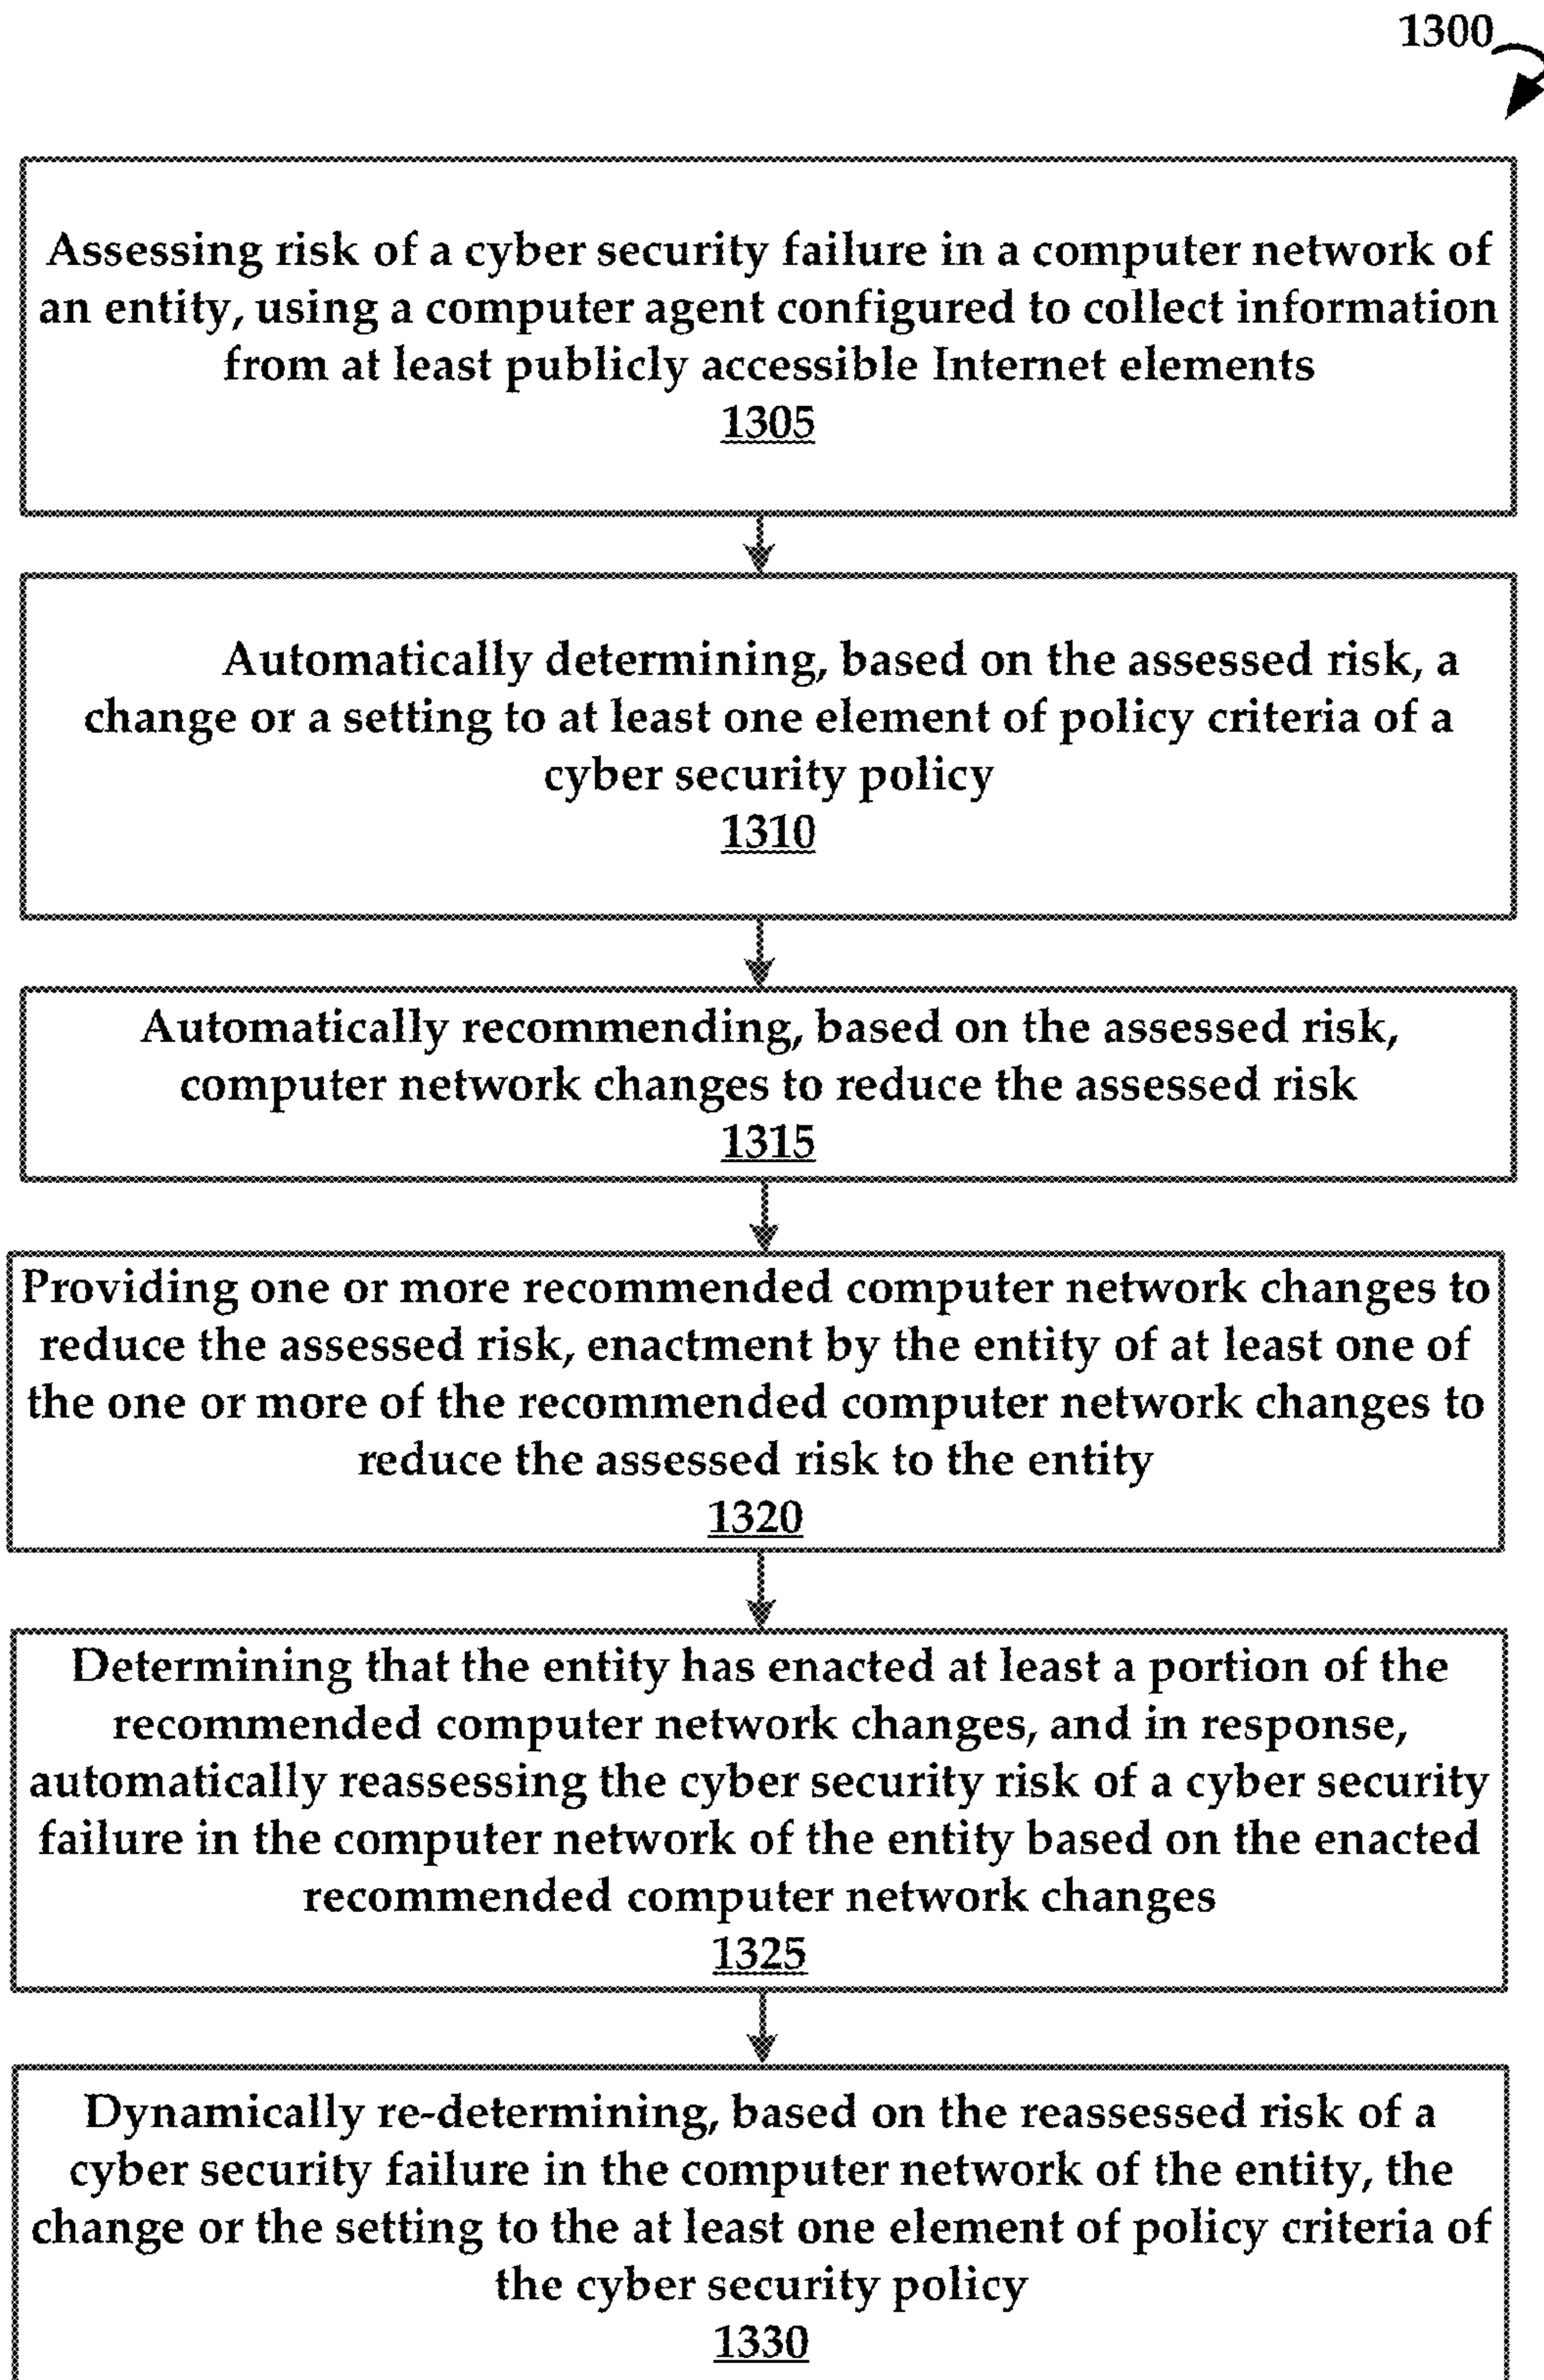 1300
Assessing risk of a cyber security failure in a computer network of
an entity, using a computer agent configured to collect information
from at least publicly accessible Internet elements
1305
Automatically determining, based on the assessed risk, a
change or a setting to at least one element of policy criteria of a
cyber security policy
1310
Automatically recommending, based on the assessed risk,
computer network changes to reduce the assessed risk
1315
Providing one or more recommended computer network changes to
reduce the assessed risk, enactment by the entity of at least one of
the one or more of the recommended computer network changes to
reduce the assessed risk to the entity
1320
Determining that the entity has enacted at least a portion of the
recommended computer network changes, and in response,
automatically reassessing the cyber security risk of a cyber security
failure in the computer network of the entity based on the enacted
recommended computer network changes
1325
Dynamically re-determining, based on the reassessed risk of a
cyber security failure in the computer network of the entity, the
change or the setting to the at least one element of policy criteria of
the cyber security policy
1330